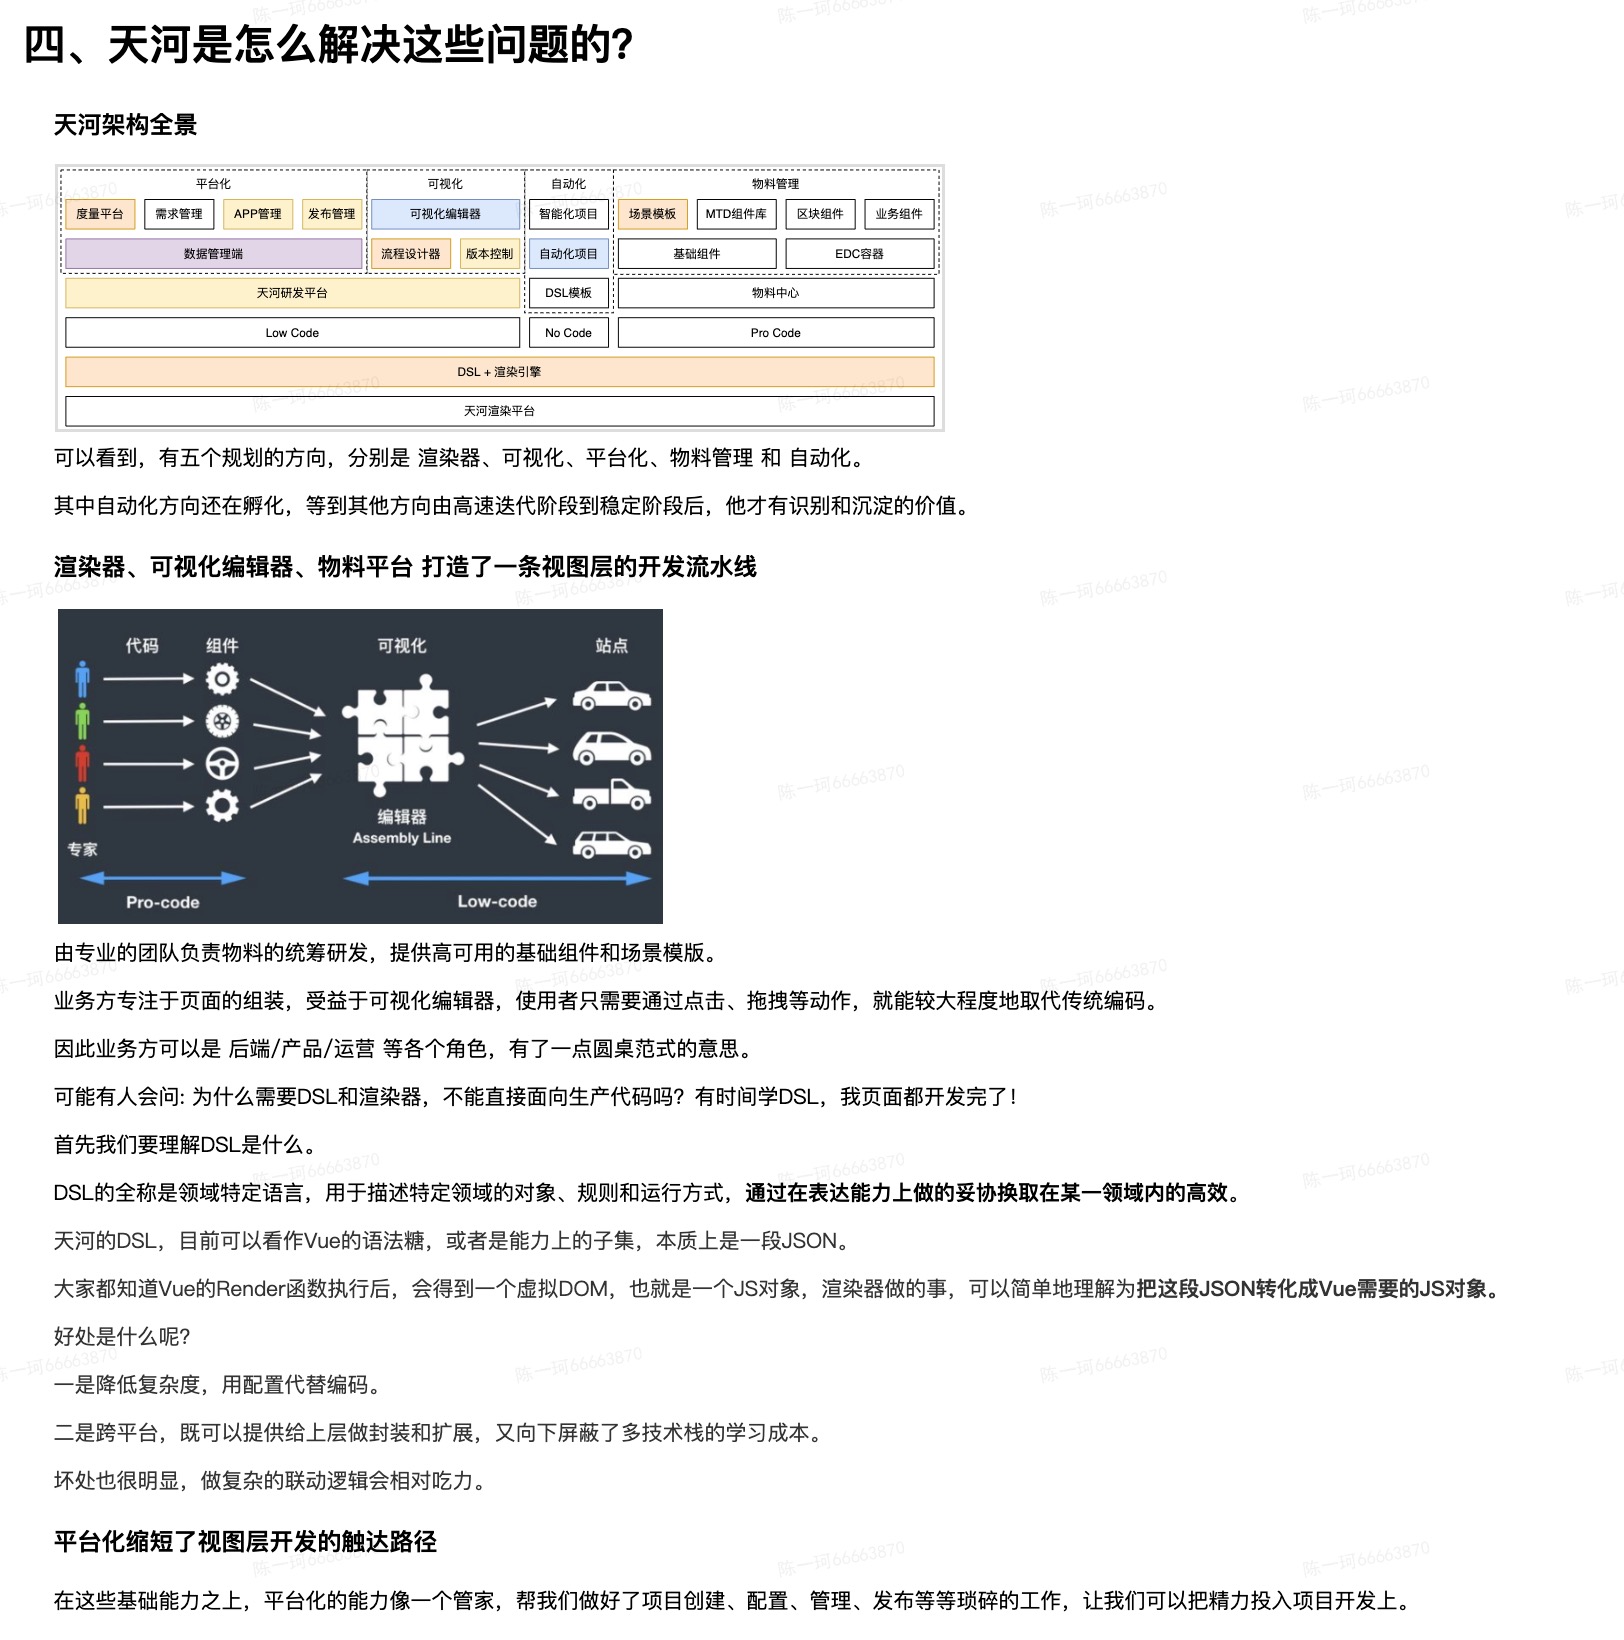 四、天河是怎么解决这些问题的？
天河架构全景
平台化 可视化 自动化 物料管理
度量平台 需求管理 APP管理 发布管理 可视化编辑器 智能化项目 场景模板 MTD组件库 区块组件 业务组件
数据管理端 流程设计器 版本控制 自动化项目 基础组件 EDC容器
天河研发平台 DSL模板 物料中心
Low Code No Code Pro Code
DSL + 渲染引擎
天河渲染平台
可以看到，有五个规划的方向，分别是 渲染器、可视化、平台化、物料管理 和 自动化。
其中自动化方向还在孵化，等到其他方向由高速迭代阶段到稳定阶段后，他才有识别和沉淀的价值。
渲染器、可视化编辑器、物料平台 打造了一条视图层的开发流水线
代码 组件 可视化 站点
编辑器
Assembly Line
专家
Pro-code Low-code
由专业的团队负责物料的统筹研发，提供高可用的基础组件和场景模版。
业务方专注于页面的组装，受益于可视化编辑器，使用者只需要通过点击、拖拽等动作，就能较大程度地取代传统编码。
因此业务方可以是 后端/产品/运营 等各个角色，有了一点圆桌范式的意思。
可能有人会问: 为什么需要DSL和渲染器，不能直接面向生产代码吗？有时间学DSL，我页面都开发完了！
首先我们要理解DSL是什么。
DSL的全称是领域特定语言，用于描述特定领域的对象、规则和运行方式，通过在表达能力上做的妥协换取在某一领域内的高效。
天河的DSL，目前可以看作Vue的语法糖，或者是能力上的子集，本质上是一段JSON。
大家都知道Vue的Render函数执行后，会得到一个虚拟DOM，也就是一个JS对象，渲染器做的事，可以简单地理解为把这段JSON转化成Vue需要的JS对象。
好处是什么呢？
一是降低复杂度，用配置代替编码。
二是跨平台，既可以提供给上层做封装和扩展，又向下屏蔽了多技术栈的学习成本。
坏处也很明显，做复杂的联动逻辑会相对吃力。
平台化缩短了视图层开发的触达路径
在这些基础能力之上，平台化的能力像一个管家，帮我们做好了项目创建、配置、管理、发布等等琐碎的工作，让我们可以把精力投入项目开发上。
陈一珂66663870